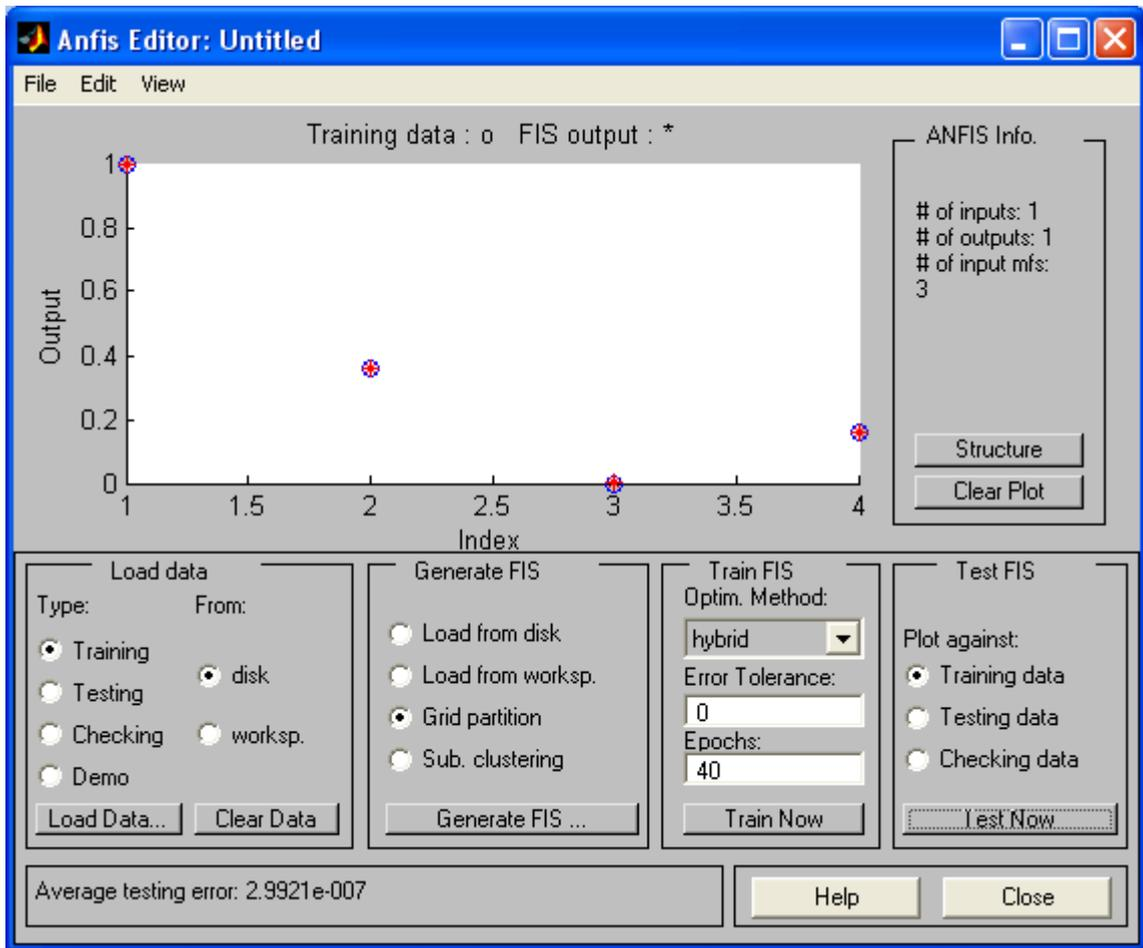 Anfis Editor: Untitled
File Edit View
Training data : o FIS output : *
1
0.8
0.6
0.4
0.2
0
Output
1 1.5 2 2.5 3 3.5 4
Index
ANFIS Info.
# of inputs: 1
# of outputs: 1
# of input mfs:
3
Structure
Clear Plot
Load data
Type: From:
Training
Testing
Checking
Demo
disk
worksp.
Load Data... Clear Data
Generate FIS
Load from disk
Load from worksp.
Grid partition
Sub. clustering
Generate FIS ...
Train FIS
Optim. Method:
hybrid
Error Tolerance:
0
Epochs:
40
Train Now
Test FIS
Plot against:
Training data
Testing data
Checking data
Test Now
Average testing error: 2.9921e-007
Help Close